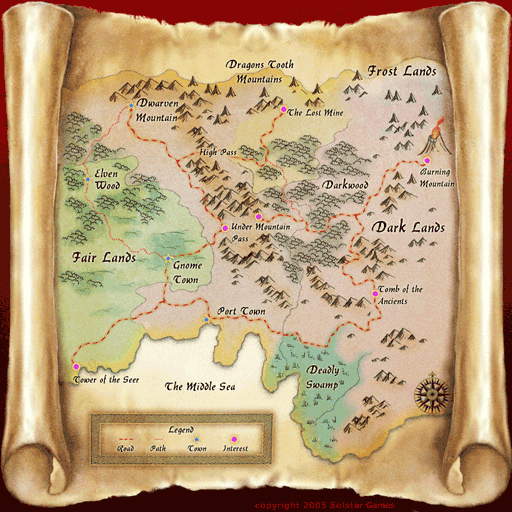 Dragons Tooth
Mountains
Frost Lands
Dwarven
Mountain
The Lost Mine
High Pass
Burning
Mountain
Elven
Wood
Darkwood
Under Mountain
Pass
Dark Lands
Fair Lands
Gnome
Town
Tomb of the
Ancients
Port Town
Deadly
Swamp
Tower of the Seer
The Middle Sea
Legend
Road Path Town Interest
copyright 2005 Solstar Games